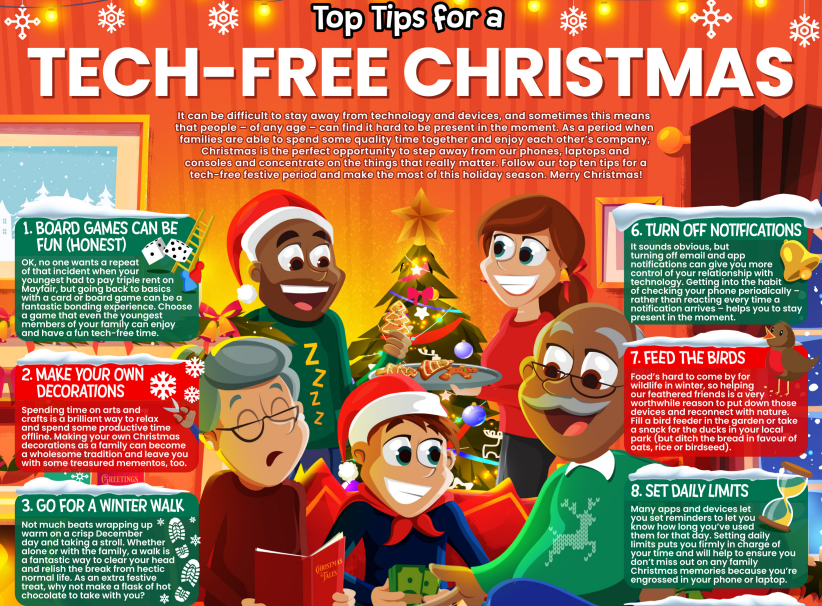 Top Tips for a
TECH-FREE CHRISTMAS
It can be difficult to stay away from technology and devices, and sometimes this means
that people – of any age – can find it hard to be present in the moment. As a period when
families are able to spend some quality time together and enjoy each other's company,
Christmas is the perfect opportunity to step away from our phones, laptops and
consoles and concentrate on the things that really matter. Follow our top ten tips for a
tech-free festive period and make the most of this holiday season. Merry Christmas!
1. BOARD GAMES CAN BE
FUN (HONEST)
OK, no one wants a repeat
of that incident when your
youngest had to pay triple rent on
Mayfair, but going back to basics
with a card or board game can be a
fantastic bonding experience. Choose
a game that even the youngest
members of your family can enjoy
and have a fun tech-free time.
2. MAKE YOUR OWN
DECORATIONS
Spending time on arts and
crafts is a brilliant way to relax
and spend some productive time
offline. Making your own Christmas
decorations as a family can become
a wholesome tradition and leave you
with some treasured mementos, too.
GREETINGS
3. GO FOR A WINTER WALK
Not much beats wrapping up
warm on a crisp December
day and taking a stroll. Whether
alone or with the family, a walk is
a fantastic way to clear your head
and relish the break from hectic
normal life. As an extra festive
treat, why not make a flask of hot
chocolate to take with you?
Z
Z
Z
Z
CHRISTMAS
TALES
6. TURN OFF NOTIFICATIONS
It sounds obvious, but
turning off email and app
notifications can give you more
control of your relationship with
technology. Getting into the habit
of checking your phone periodically –
rather than reacting every time a
notification arrives – helps you to stay
present in the moment.
7. FEED THE BIRDS
Food's hard to come by for
wildlife in winter, so helping
our feathered friends is a very
worthwhile reason to put down those
devices and reconnect with nature.
Fill a bird feeder in the garden or take
a snack for the ducks in your local
park (but ditch the bread in favour of
oats, rice or birdseed).
8. SET DAILY LIMITS
Many apps and devices let
you set reminders to let you
know how long you've used
them for that day. Setting daily
limits puts you firmly in charge of
your time and will help to ensure you
don't miss out on any family
Christmas memories because you're
engrossed in your phone or laptop.